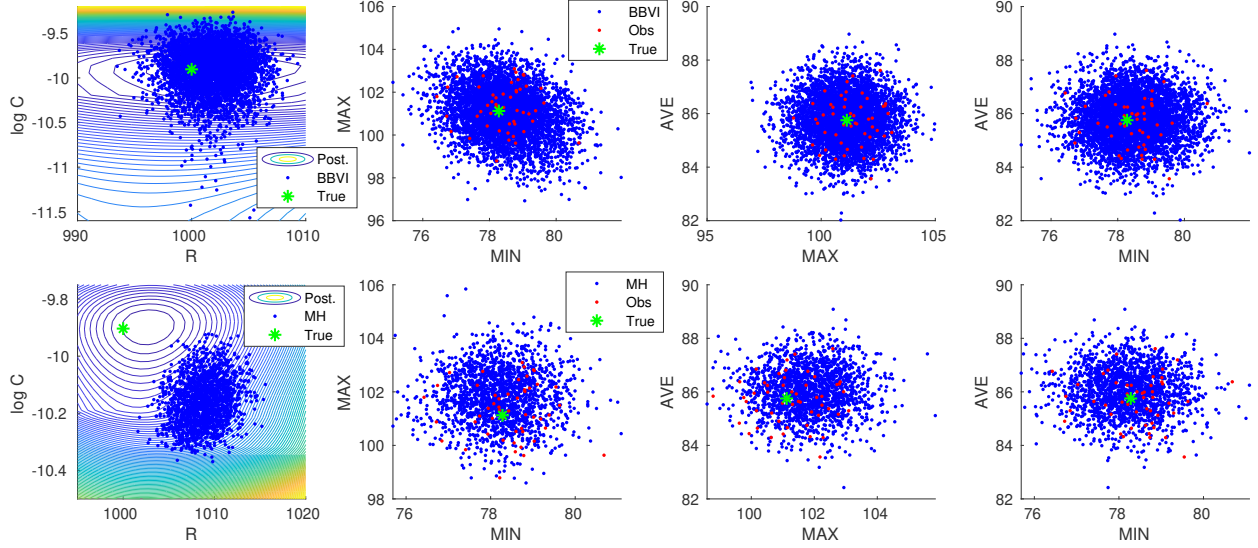 -9.5
-10
-10.5
-11
-11.5
log C
990
1000
1010
R
Post.
BBVI
True
104
102
100
98
96
106
MAX
76
78
80
MIN
BBVI
Obs
True
90
88
86
84
82
AVE
95
100
105
MAX
90
88
86
84
82
AVE
76
78
80
MIN
-9.8
-10
-10.2
-10.4
log C
1000
1010
1020
R
Post.
MH
True
106
104
102
100
98
MAX
76
78
80
MIN
MH
Obs
True
90
88
86
84
82
AVE
100
102
104
MAX
90
88
86
84
82
AVE
76
78
80
MIN